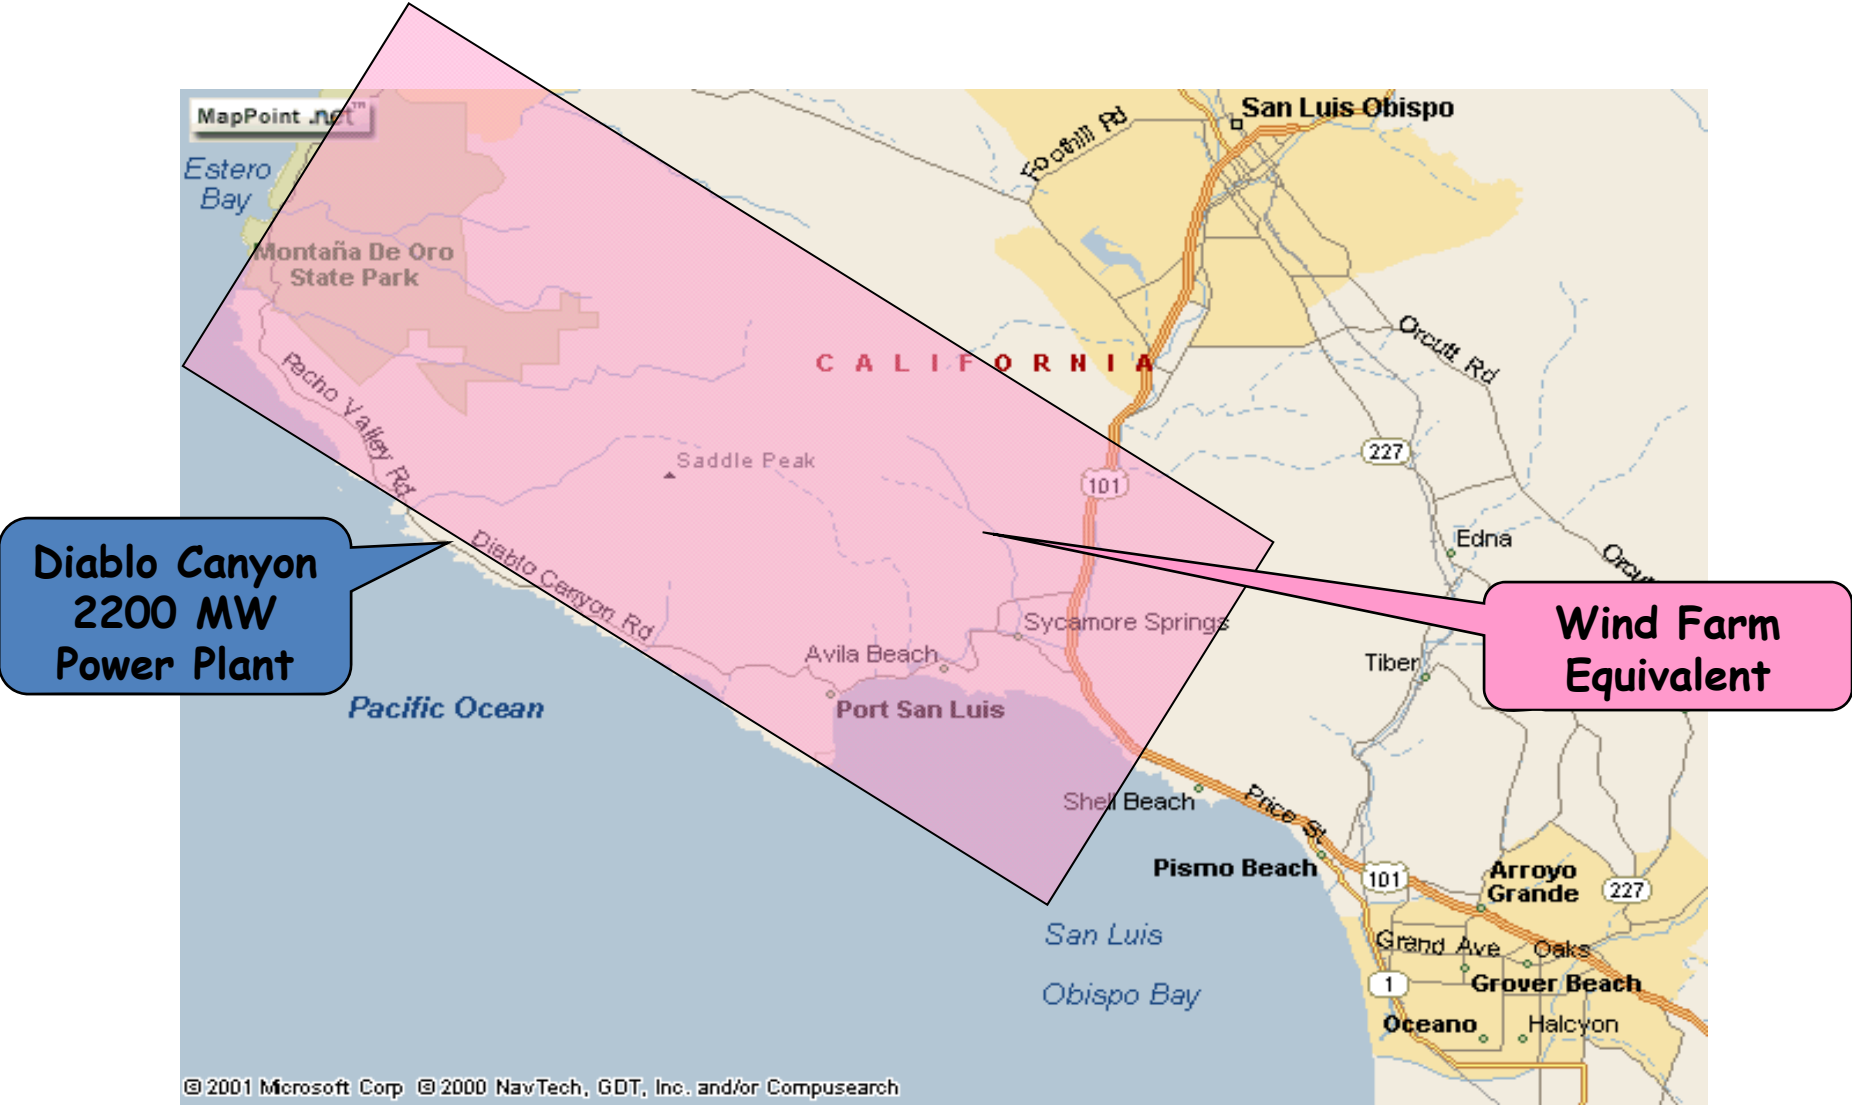 MapPoint .net™
San Luis Obispo
Foothill Rd
Estero
Bay
Montaña De Oro
State Park
Orcutt Rd
CALIFORNIA
Pecho Valley Rd
Saddle Peak
227
101
Diablo Canyon
2200 MW
Power Plant
Diablo Canyon Rd
Edna
Wind Farm
Equivalent
Sycamore Springs
Avila Beach
Tiber
Pacific Ocean
Port San Luis
Shell Beach
Price St
Pismo Beach
101
Arroyo
Grande
227
San Luis
Obispo Bay
Grand Ave
Oaks
1
Grover Beach
Oceano
Halcyon
© 2001 Microsoft Corp © 2000 NavTech, GDT, Inc. and/or Compusearch